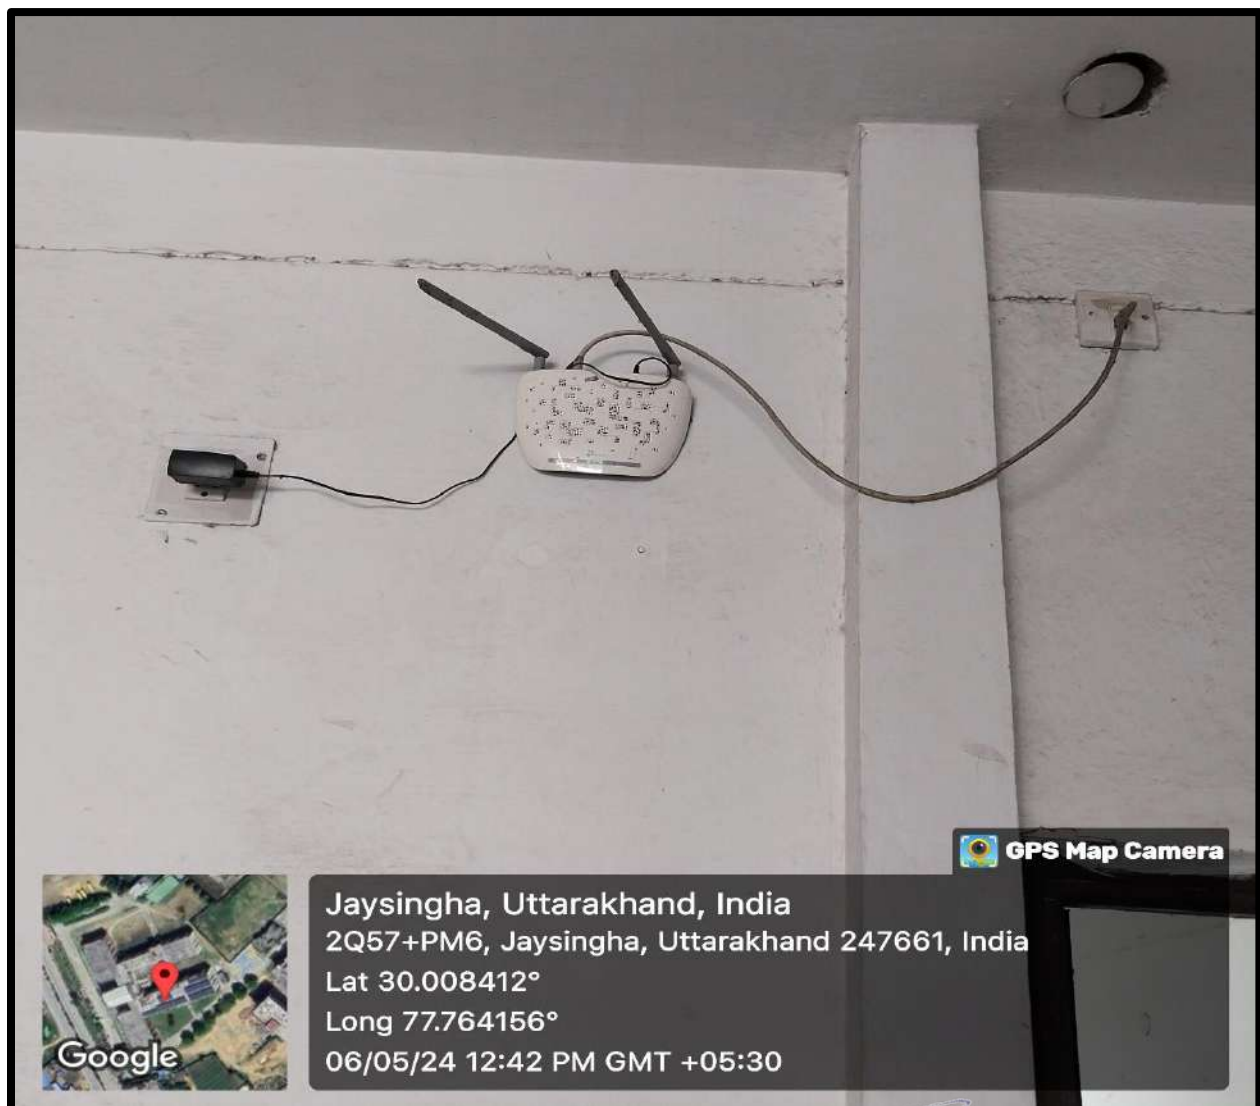 GPS Map Camera
Jaysingha, Uttarakhand, India
2Q57+PM6, Jaysingha, Uttarakhand 247661, India
Lat 30.008412°
Long 77.764156°
06/05/24 12:42 PM GMT +05:30
Google